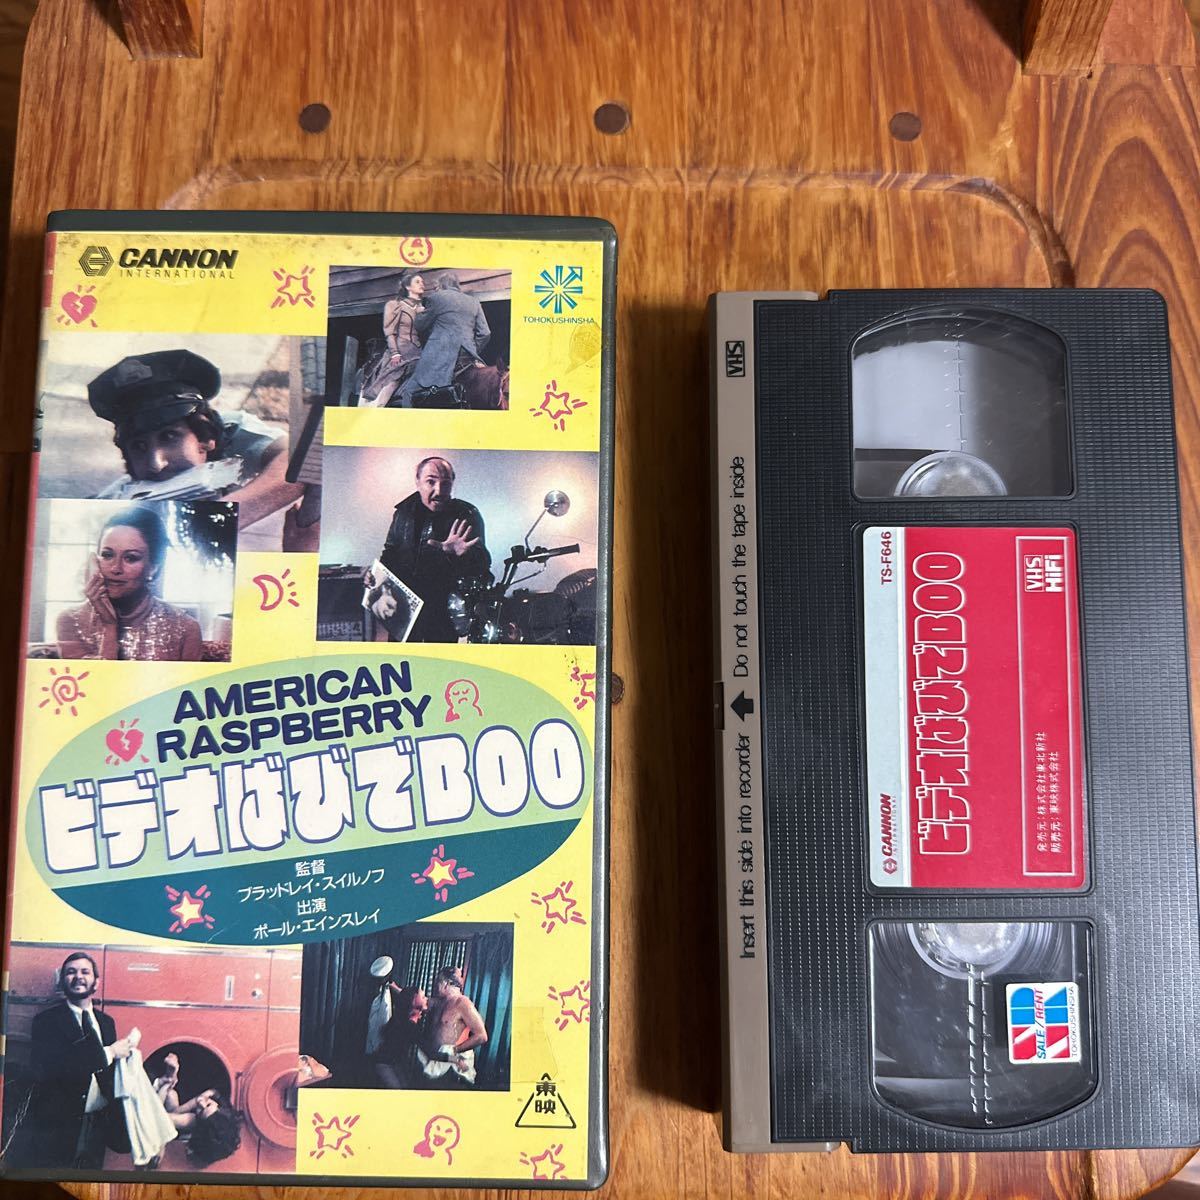 CANNON
INTERNATIONAL
TOHOKUSHINSHA
AMERICAN
RASPBERRY
ビデオばびでBOO
監督
ブラッドレイ・スイルノフ
出演
ポール・エインスレイ
東映
VHS
Insert this side into recorder Do not touch the tape inside
TS-F646
ビデオばびでBOO
VHS
HiFi
CANNON
発売元:株式会社東北新社
販売元:東映株式会社
SALE/RENT
TOHOKUSHINSHA